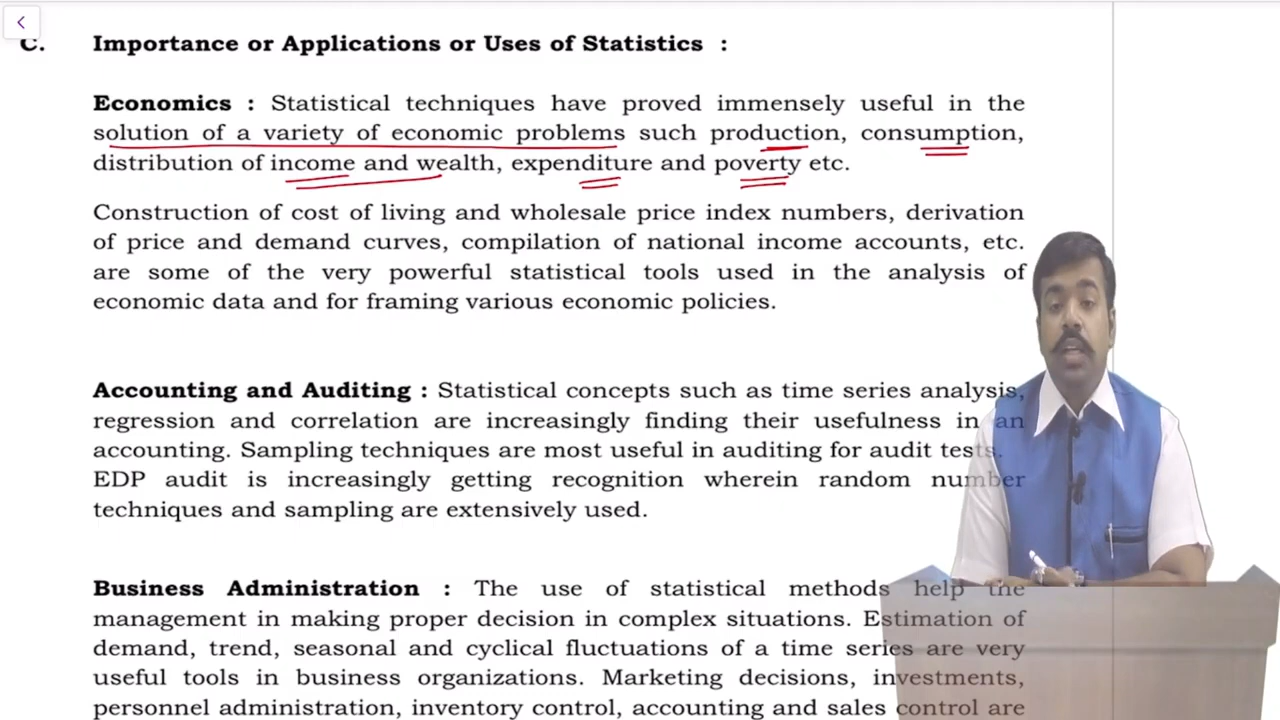 C. Importance or Applications or Uses of Statistics :
Economics : Statistical techniques have proved immensely useful in the
solution of a variety of economic problems such production, consumption,
distribution of income and wealth, expenditure and poverty etc.
Construction of cost of living and wholesale price index numbers, derivation
of price and demand curves, compilation of national income accounts, etc.
are some of the very powerful statistical tools used in the analysis of
economic data and for framing various economic policies.
Accounting and Auditing : Statistical concepts such as time series analysis,
regression and correlation are increasingly finding their usefulness in an
accounting. Sampling techniques are most useful in auditing for audit tests.
EDP audit is increasingly getting recognition wherein random number
techniques and sampling are extensively used.
Business Administration : The use of statistical methods help the
management in making proper decision in complex situations. Estimation of
demand, trend, seasonal and cyclical fluctuations of a time series are very
useful tools in business organizations. Marketing decisions, investments,
personnel administration, inventory control, accounting and sales control are